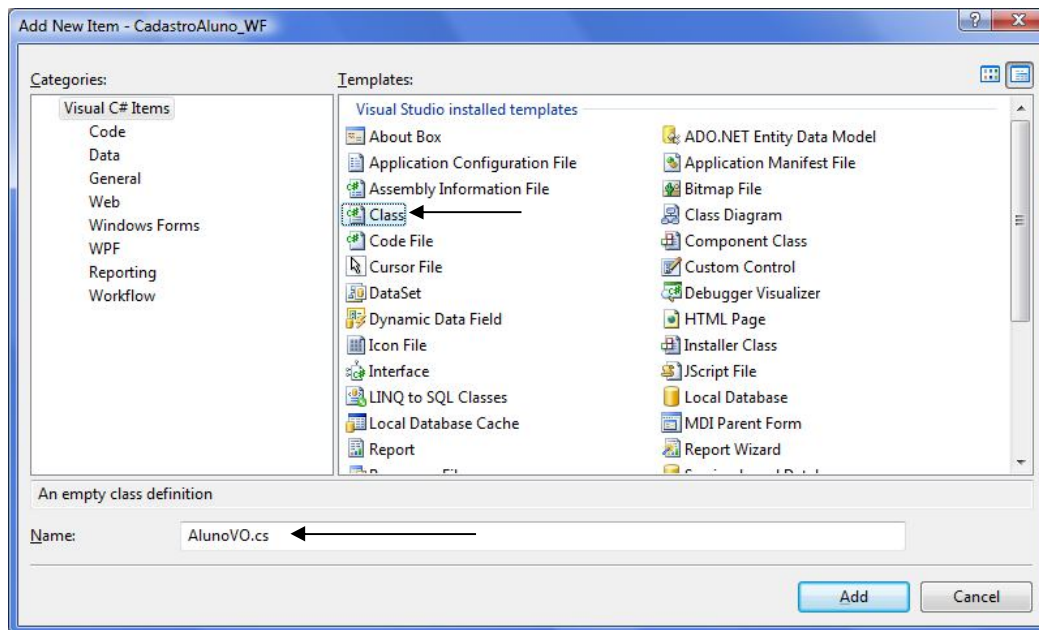 Add New Item - CadastroAluno_WF
Categories:
Visual C# Items
Code
Data
General
Web
Windows Forms
WPF
Reporting
Workflow
Templates:
Visual Studio installed templates
About Box
ADO.NET Entity Data Model
Application Configuration File
Application Manifest File
Assembly Information File
Bitmap File
Class
Class Diagram
Code File
Component Class
Cursor File
Custom Control
DataSet
Debugger Visualizer
Dynamic Data Field
HTML Page
Icon File
Installer Class
Interface
JScript File
LINQ to SQL Classes
Local Database
Local Database Cache
MDI Parent Form
Report
Report Wizard
An empty class definition
Name:
AlunoVO.cs
Add
Cancel